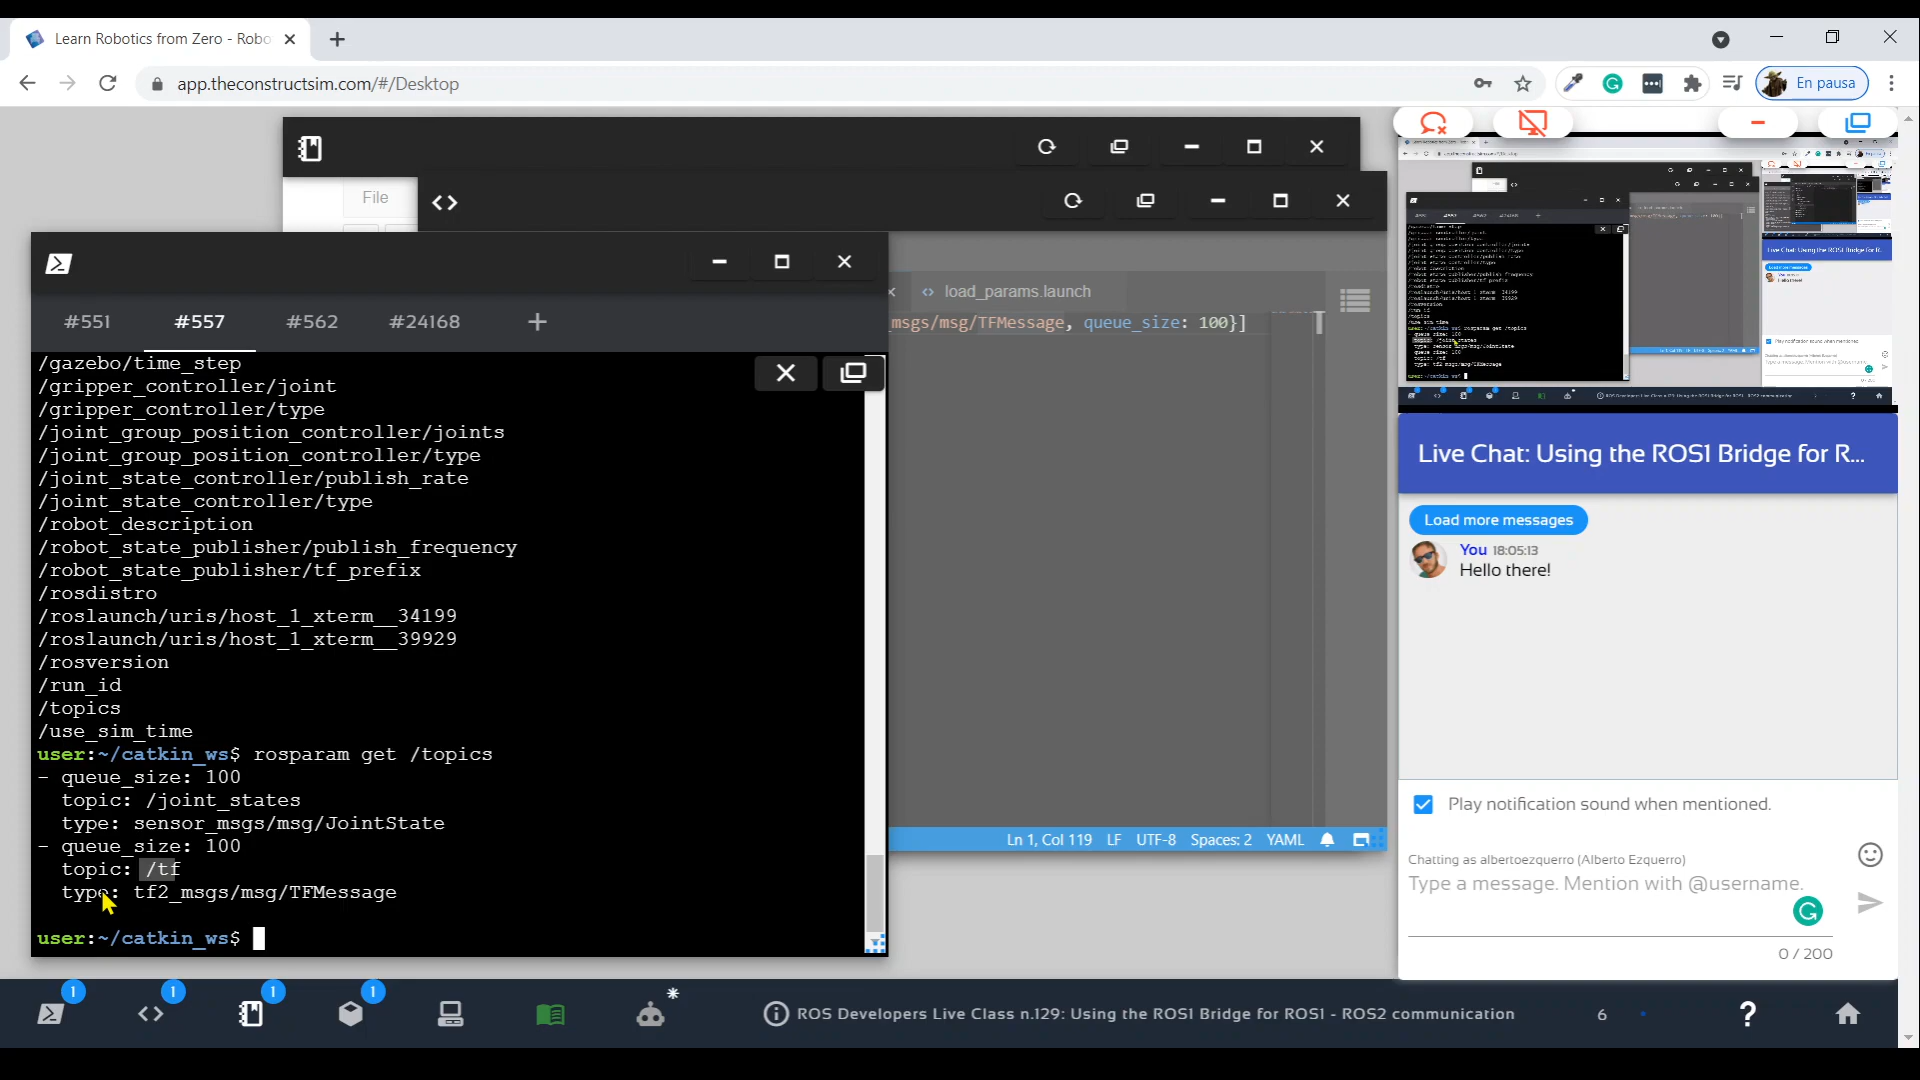 Learn Robotics from Zero - Robo
app.theconstructsim.com/#/Desktop
En pausa
File
load_params.launch
_msgs/msg/TFMessage, queue_size: 100}]
#551 #557 #562 #24168
/gazebo/time_step
/gripper_controller/joint
/gripper_controller/type
/joint_group_position_controller/joints
/joint_group_position_controller/type
/joint_state_controller/publish_rate
/joint_state_controller/type
/robot_description
/robot_state_publisher/publish_frequency
/robot_state_publisher/tf_prefix
/rosdistro
/roslaunch/uris/host_1_xterm__34199
/roslaunch/uris/host_1_xterm__39929
/rosversion
/run_id
/topics
/use_sim_time
user:~/catkin_ws$ rosparam get /topics
- queue_size: 100
topic: /joint_states
type: sensor_msgs/msg/JointState
- queue_size: 100
topic: /tf
type: tf2_msgs/msg/TFMessage
user:~/catkin_ws$
Ln 1, Col 119 LF UTF-8 Spaces: 2 YAML
Live Chat: Using the ROS1 Bridge for R...
Load more messages
You 18:05:13
Hello there!
Play notification sound when mentioned.
Chatting as albertoezquerro (Alberto Ezquerro)
Type a message. Mention with @username.
0 / 200
1 1 1 1
ROS Developers Live Class n.129: Using the ROS1 Bridge for ROS1 - ROS2 communication
6
?